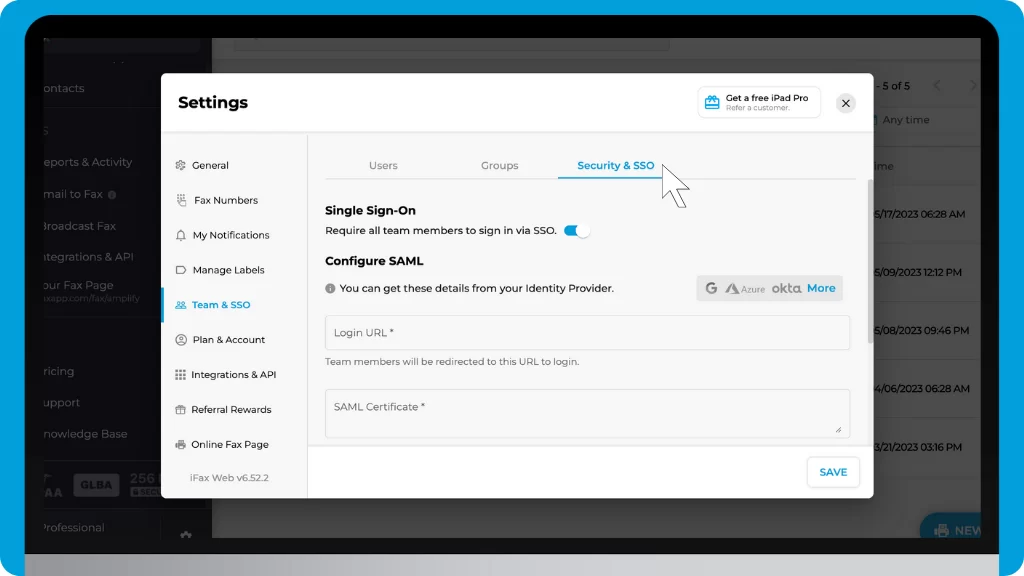 Settings
Get a free iPad Pro
Refer a customer.
General
Fax Numbers
My Notifications
Manage Labels
Team & SSO
Plan & Account
Integrations & API
Referral Rewards
Online Fax Page
iFax Web v6.52.2
Users
Groups
Security & SSO
Single Sign-On
Require all team members to sign in via SSO.
Configure SAML
You can get these details from your Identity Provider.
G Azure okta More
Login URL *
Team members will be redirected to this URL to login.
SAML Certificate *
SAVE
ontacts
S
eports & Activity
mail to Fax
roadcast Fax
ntegrations & API
our Fax Page
axepp.com/fax/amplify
ricing
upport
nowledge Base
AA
GLBA
256
SEC
Professional
- 5 of 5
Any time
ime
5/17/2023 06:28 AM
5/09/2023 12:12 PM
5/08/2023 09:46 PM
4/06/2023 06:28 AM
3/21/2023 03:16 PM
NEW